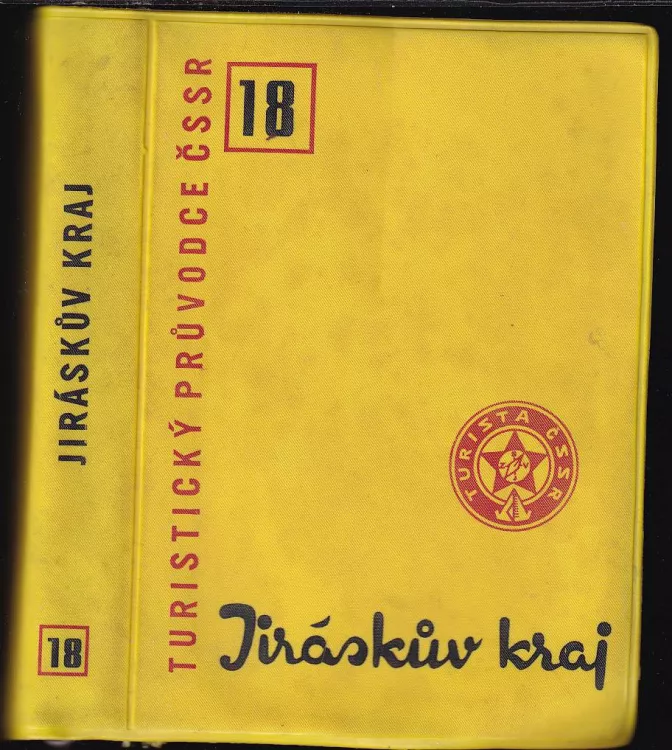 JIRÁSKŮV KRAJ
18
TURISTICKÝ PRŮVODCE ČSSR
18
TURISTA ČSSR
Jiráskův kraj